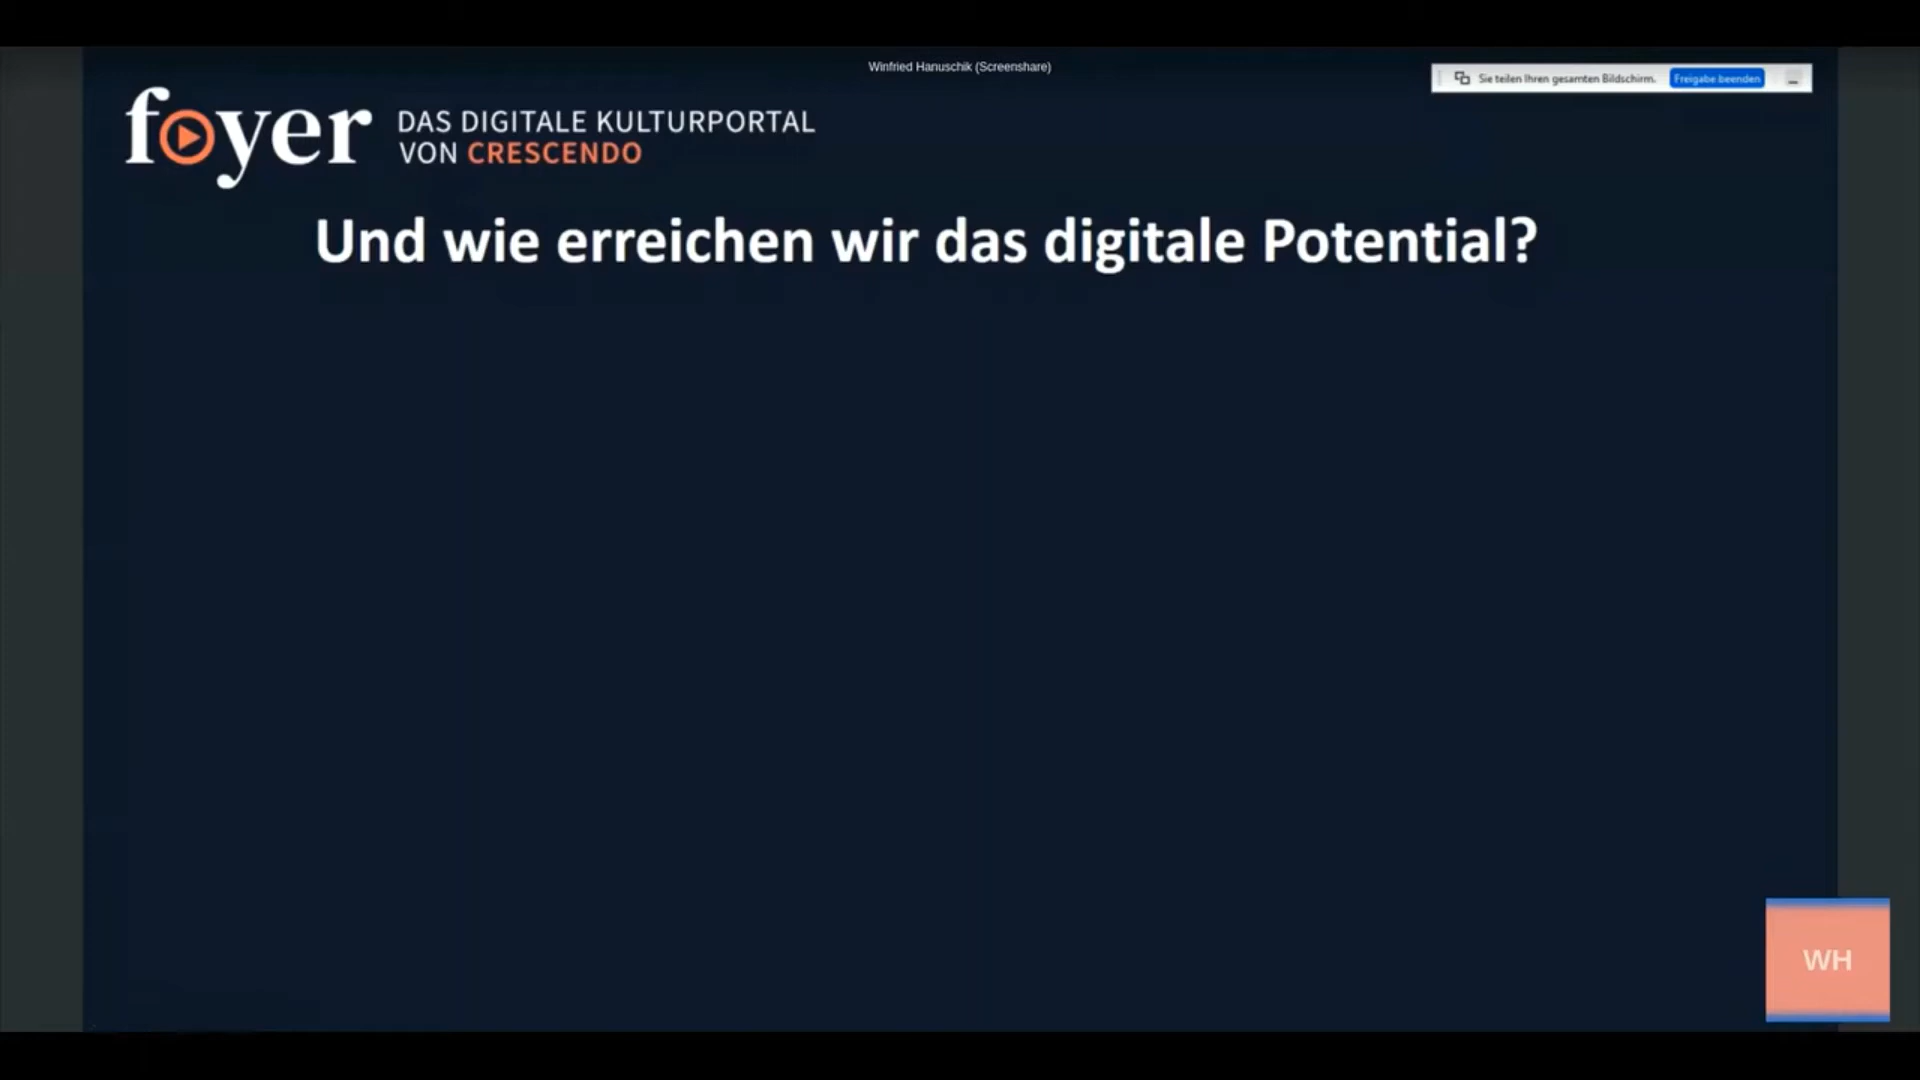 Winfried Hanuschik (Screenshare)
Sie teilen Ihren gesamten Bildschirm. Freigabe beenden
foyer
DAS DIGITALE KULTURPORTAL
VON CRESCENDO
Und wie erreichen wir das digitale Potential?
WH